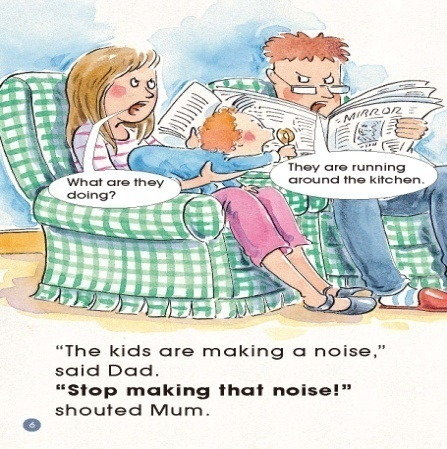 MIRROR
What are they
doing?
They are running
around the kitchen.
“The kids are making a noise,”
said Dad.
“Stop making that noise!”
shouted Mum.
6